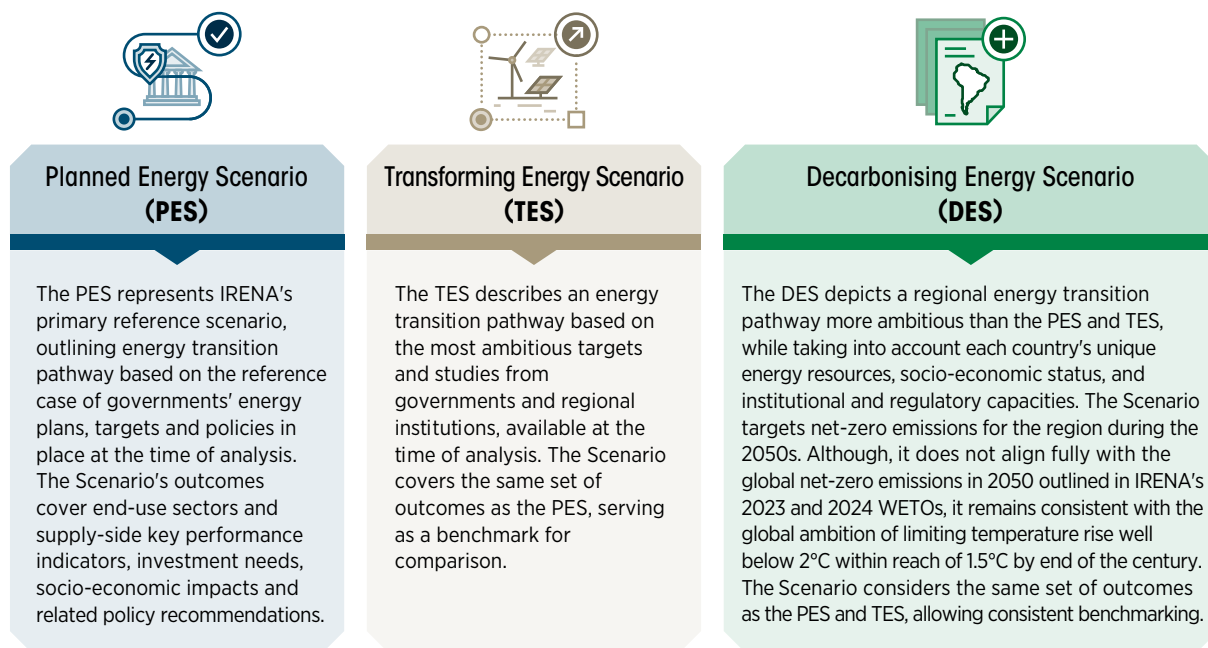 Planned Energy Scenario
(PES)
The PES represents IRENA's
primary reference scenario,
outlining energy transition
pathway based on the reference
case of governments' energy
plans, targets and policies in
place at the time of analysis.
The Scenario's outcomes
cover end-use sectors and
supply-side key performance
indicators, investment needs,
socio-economic impacts and
related policy recommendations.
Transforming Energy Scenario
(TES)
The TES describes an energy
transition pathway based on
the most ambitious targets
and studies from
governments and regional
institutions, available at the
time of analysis. The Scenario
covers the same set of
outcomes as the PES, serving
as a benchmark for
comparison.
Decarbonising Energy Scenario
(DES)
The DES depicts a regional energy transition
pathway more ambitious than the PES and TES,
while taking into account each country's unique
energy resources, socio-economic status, and
institutional and regulatory capacities. The Scenario
targets net-zero emissions for the region during the
2050s. Although, it does not align fully with the
global net-zero emissions in 2050 outlined in IRENA's
2023 and 2024 WETOs, it remains consistent with the
global ambition of limiting temperature rise well
below 2°C within reach of 1.5°C by end of the century.
The Scenario considers the same set of outcomes
as the PES and TES, allowing consistent benchmarking.